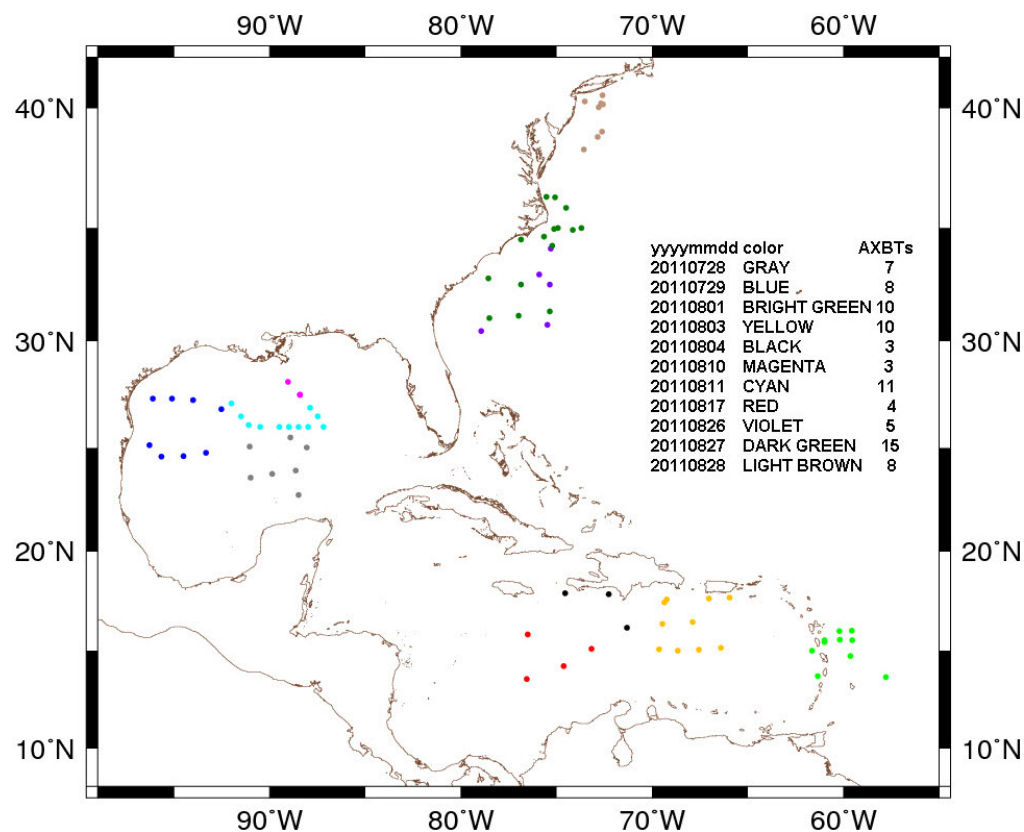 90°W 80°W 70°W 60°W
40°N 40°N
yyyymmdd color AXBTs
20110728 GRAY 7
20110729 BLUE 8
20110801 BRIGHT GREEN 10
20110803 YELLOW 10
30°N 30°N
20110804 BLACK 3
20110810 MAGENTA 3
20110811 CYAN 11
20110817 RED 4
20110826 VIOLET 5
20110827 DARK GREEN 15
20110828 LIGHT BROWN 8
20°N 20°N
10°N 10°N
90°W 80°W 70°W 60°W